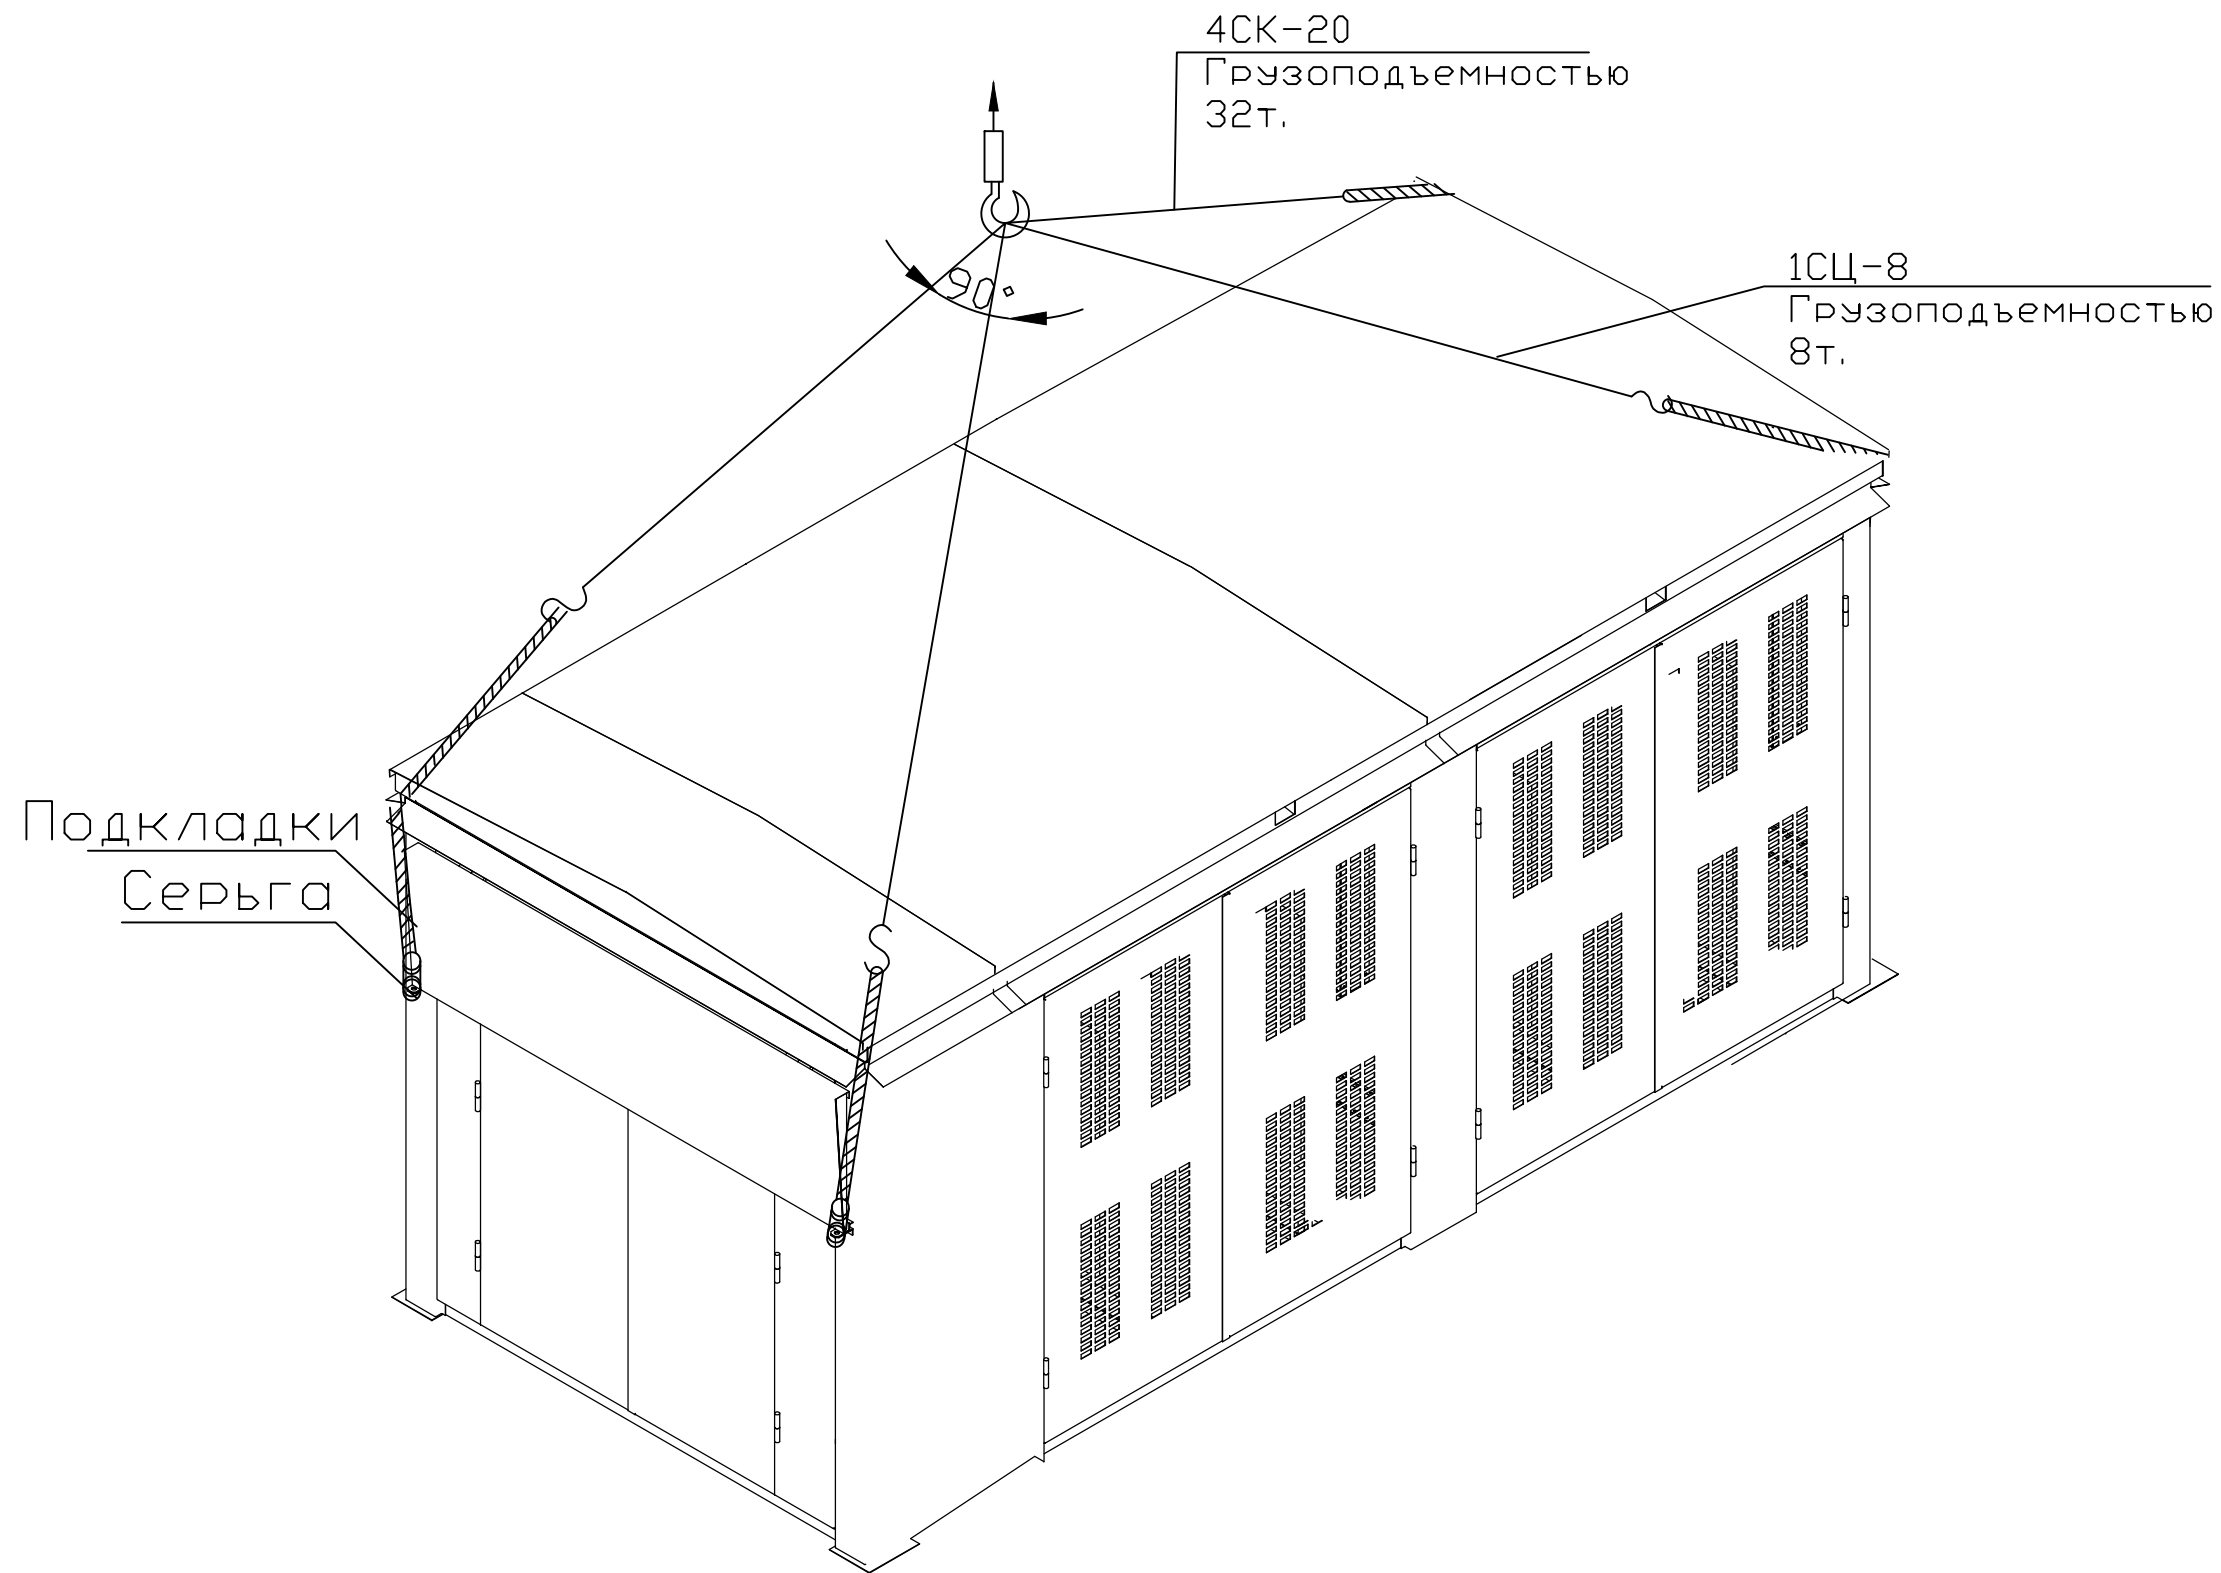 4СК-20
Грузоподъемностью
32т.
90°
1СЦ-8
Грузоподъемностью
8т.
Подкладки
Серьга